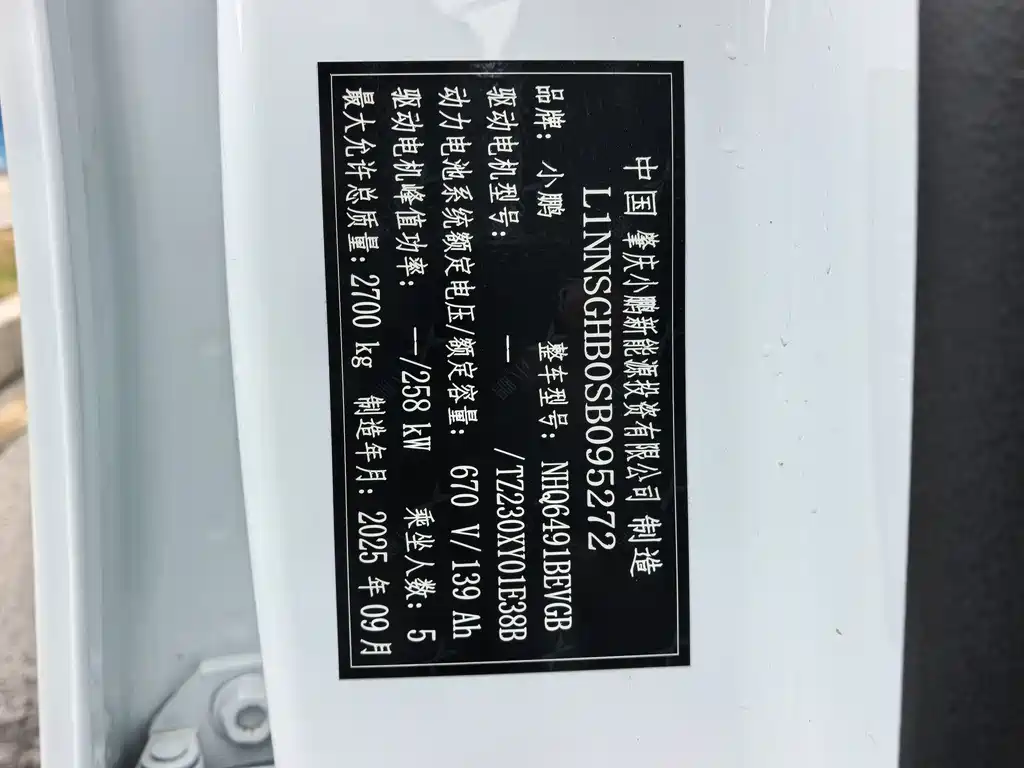 中国 肇庆小鹏新能源投资有限公司 制造
L1NNSGHB0SB095272
品牌: 小鹏 整车型号: NHQ6491BEVGB
驱动电机型号: — /TZ230XY01E38B
动力电池系统额定电压/额定容量: 670 V/139 Ah
驱动电机峰值功率: —/258 kW 乘坐人数: 5
最大允许总质量: 2700 kg 制造年月: 2025 年 09 月